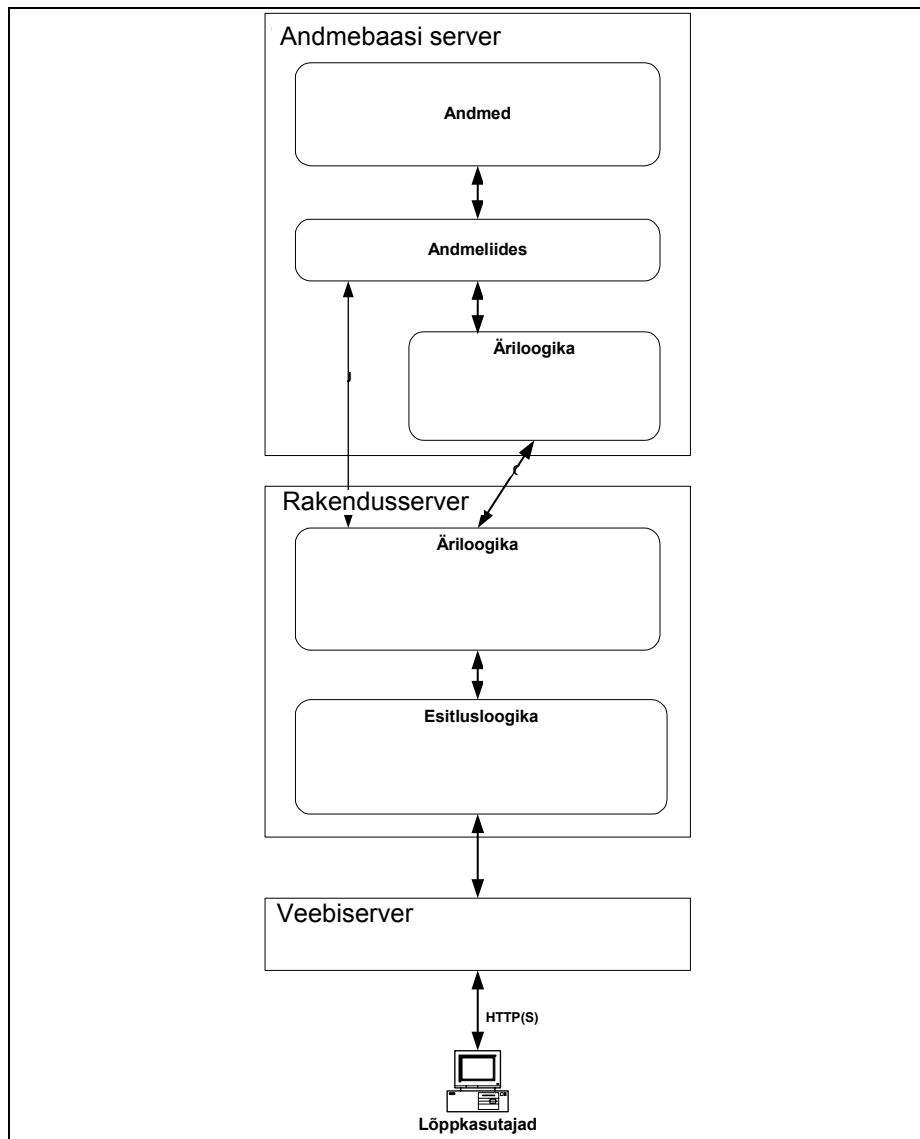 Andmebaasi server
Andmed
Andmeliides
Äriloogika
Rakendusserver
Äriloogika
Esitlusloogika
Veebiserver
HTTP(S)
Lõppkasutajad